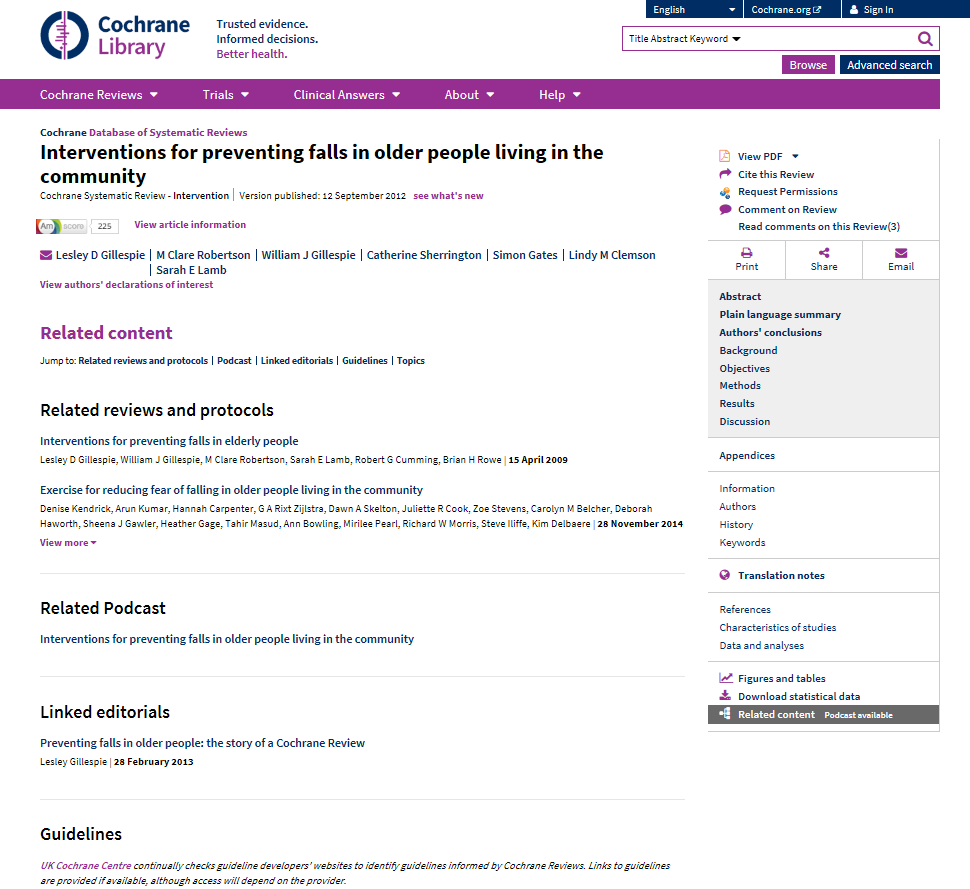 English
Cochrane.org
Sign In
Cochrane
Library
Trusted evidence.
Informed decisions.
Better health.
Title Abstract Keyword
Browse
Advanced search
Cochrane Reviews
Trials
Clinical Answers
About
Help
Cochrane Database of Systematic Reviews
Interventions for preventing falls in older people living in the
community
Cochrane Systematic Review - Intervention | Version published: 12 September 2012 see what's new
Am score 225
View article information
Lesley D Gillespie | M Clare Robertson | William J Gillespie | Catherine Sherrington | Simon Gates | Lindy M Clemson
| Sarah E Lamb
View authors' declarations of interest
Related content
Jump to: Related reviews and protocols | Podcast | Linked editorials | Guidelines | Topics
Related reviews and protocols
Interventions for preventing falls in elderly people
Lesley D Gillespie, William J Gillespie, M Clare Robertson, Sarah E Lamb, Robert G Cumming, Brian H Rowe | 15 April 2009
Exercise for reducing fear of falling in older people living in the community
Denise Kendrick, Arun Kumar, Hannah Carpenter, G A Rixt Zijlstra, Dawn A Skelton, Juliette R Cook, Zoe Stevens, Carolyn M Belcher, Deborah
Haworth, Sheena J Gawler, Heather Gage, Tahir Masud, Ann Bowling, Mirilee Pearl, Richard W Morris, Steve Iliffe, Kim Delbaere | 28 November 2014
View more
Related Podcast
Interventions for preventing falls in older people living in the community
Linked editorials
Preventing falls in older people: the story of a Cochrane Review
Lesley Gillespie | 28 February 2013
Guidelines
UK Cochrane Centre continually checks guideline developers' websites to identify guidelines informed by Cochrane Reviews. Links to guidelines
are provided if available, although access will depend on the provider.
View PDF
Cite this Review
Request Permissions
Comment on Review
Read comments on this Review(3)
Print
Share
Email
Abstract
Plain language summary
Authors' conclusions
Background
Objectives
Methods
Results
Discussion
Appendices
Information
Authors
History
Keywords
Translation notes
References
Characteristics of studies
Data and analyses
Figures and tables
Download statistical data
Related content Podcast available